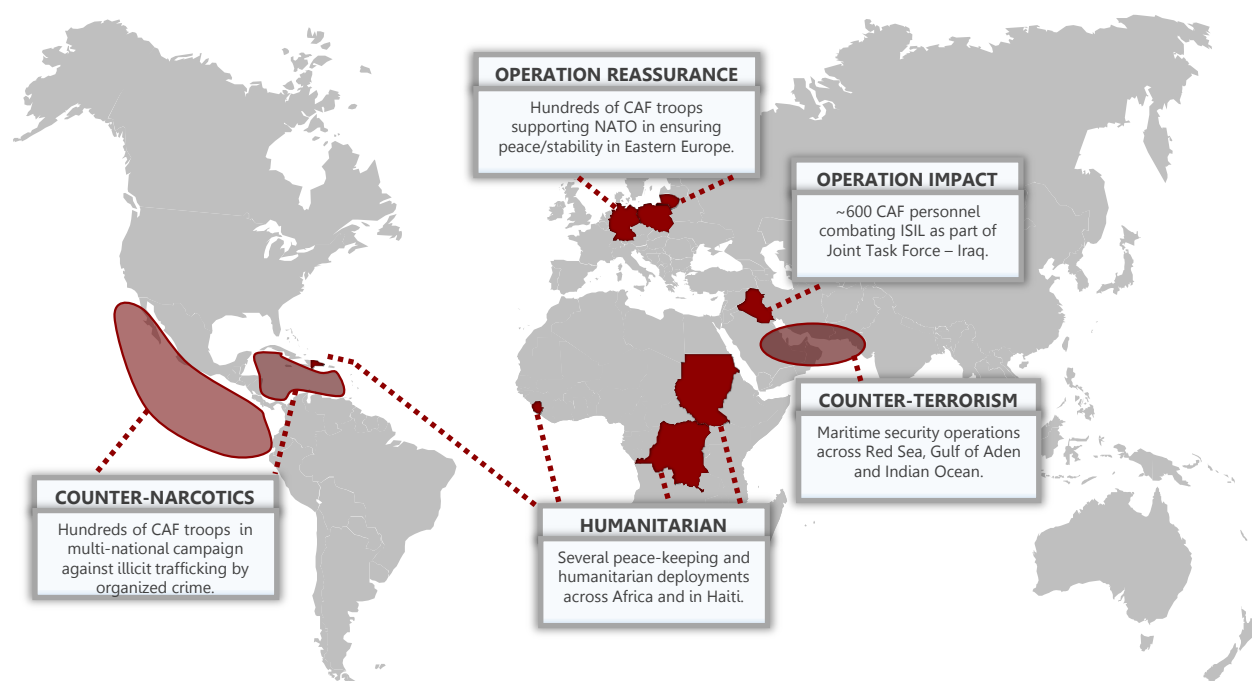 OPERATION REASSURANCE
Hundreds of CAF troops
supporting NATO in ensuring
peace/stability in Eastern Europe.
OPERATION IMPACT
~600 CAF personnel
combating ISIL as part of
Joint Task Force – Iraq.
COUNTER-TERRORISM
Maritime security operations
across Red Sea, Gulf of Aden
and Indian Ocean.
COUNTER-NARCOTICS
Hundreds of CAF troops in
multi-national campaign
against illicit trafficking by
organized crime.
HUMANITARIAN
Several peace-keeping and
humanitarian deployments
across Africa and in Haiti.